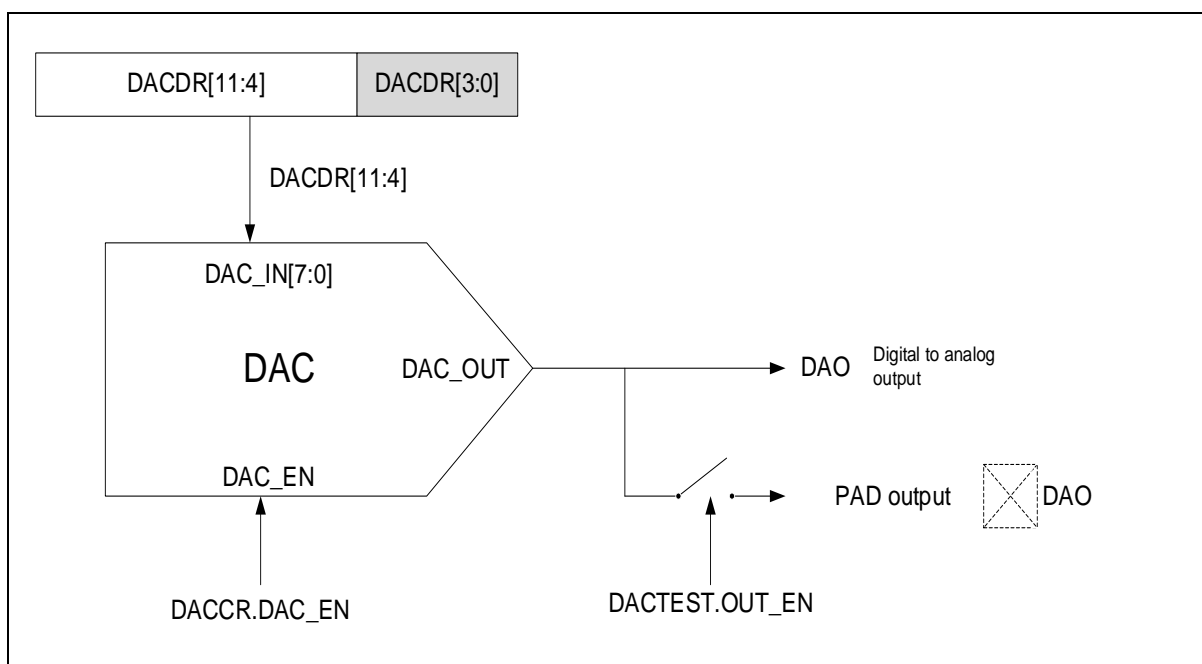 DACDR[11:4]
DACDR[3:0]
DACDR[11:4]
DAC_IN[7:0]
DAC
DAC_OUT
DAO
Digital to analog
output
DAC_EN
PAD output
DAO
DACCR.DAC_EN
DACTEST.OUT_EN